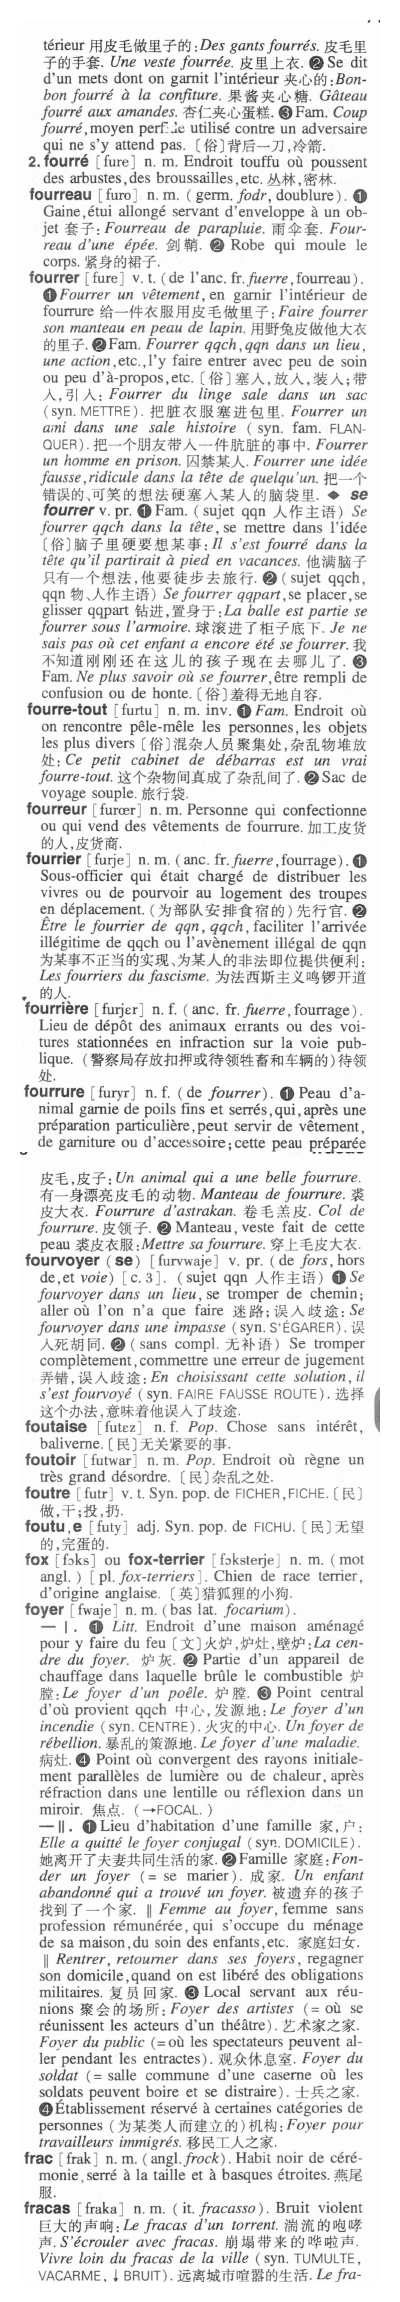 térieur 用皮毛做里子的:Des gants fourrés. 皮毛里
子的手套. Une veste fourrée. 皮里上衣. ❷ Se dit
d'un mets dont on garnit l'intérieur 夹心的:Bon-
bon fourré à la confiture. 果酱夹心糖. Gâteau
fourré aux amandes. 杏仁夹心蛋糕. ❸ Fam. Coup
fourré, moyen utilisé contre un adversaire
qui ne s'y attend pas. 〔俗〕背后一刀,冷箭.
2. fourré [fure] n. m. Endroit touffu où poussent
des arbustes, des broussailles, etc. 丛林,密林.
fourreau [furo] n. m. ( germ. fodr, doublure). ❶
Gaine, étui allongé servant d'enveloppe à un ob-
jet 套子: Fourreau de parapluie. 雨伞套. Four-
reau d'une épée. 剑鞘. ❷ Robe qui moule le
corps. 紧身的裙子.
fourrer [fure] v. t. (de l'anc. fr. fuerre, fourreau).
❶ Fourrer un vêtement, en garnir l'intérieur de
fourrure 给一件衣服用皮毛做里子: Faire fourrer
son manteau en peau de lapin. 用野兔皮做他大衣
的里子. ❷ Fam. Fourrer qqch, qqn dans un lieu,
une action, etc., l'y faire entrer avec peu de soin
ou peu d'à-propos, etc. 〔俗〕塞入,放入,装入;带
入,引入: Fourrer du linge sale dans un sac
(syn. METTRE). 把脏衣服塞进包里. Fourrer un
ami dans une sale histoire ( syn. fam. FLAN-
QUER). 把一个朋友带入一件肮脏的事中. Fourrer
un homme en prison. 囚禁某人. Fourrer une idée
fausse, ridicule dans la tête de quelqu'un. 把一个
错误的、可笑的想法硬塞入某人的脑袋里. ◆ se
fourrer v. pr. ❶ Fam. ( sujet qqn 人作主语) Se
fourrer qqch dans la tête, se mettre dans l'idée
〔俗〕脑子里硬要想某事: Il s'est fourré dans la
tête qu'il partirait à pied en vacances. 他满脑子
只有一个想法,他要徒步去旅行. ❷ ( sujet qqch,
qqn 物、人作主语) Se fourrer qqpart, se placer, se
glisser qqpart 钻进,置身于: La balle est partie se
fourrer sous l'armoire. 球滚进了柜子底下. Je ne
sais pas où cet enfant a encore été se fourrer. 我
不知道刚刚还在这儿的孩子现在去哪儿了. ❸
Fam. Ne plus savoir où se fourrer, être rempli de
confusion ou de honte. 〔俗〕羞得无地自容.
fourre-tout [furtu] n. m. inv. ❶ Fam. Endroit où
on rencontre pêle-mêle les personnes, les objets
les plus divers 〔俗〕混杂人员聚集处,杂乱物堆放
处: Ce petit cabinet de débarras est un vrai
fourre-tout. 这个杂物间真成了杂乱间了. ❷ Sac de
voyage souple. 旅行袋.
fourreur [furœr] n. m. Personne qui confectionne
ou qui vend des vêtements de fourrure. 加工皮货
的人,皮货商.
fourrier [furje] n. m. ( anc. fr. fuerre, fourrage). ❶
Sous-officier qui était chargé de distribuer les
vivres ou de pourvoir au logement des troupes
en déplacement. (为部队安排食宿的)先行官. ❷
Être le fourrier de qqn, qqch, faciliter l'arrivée
illégitime de qqch ou l'avènement illégal de qqn
为某事不正当的实现、为某人的非法即位提供便利:
Les fourriers du fascisme. 为法西斯主义鸣锣开道
的人.
fourrière [furjɛr] n. f. ( anc. fr. fuerre, fourrage).
Lieu de dépôt des animaux errants ou des voi-
tures stationnées en infraction sur la voie pub-
lique. (警察局存放扣押或待领牲畜和车辆的)待领
处.
fourrure [furyr] n. f. ( de fourrer). ❶ Peau d'a-
nimal garnie de poils fins et serrés, qui, après une
préparation particulière, peut servir de vêtement,
de garniture ou d'accessoire; cette peau préparée
皮毛,皮子: Un animal qui a une belle fourrure.
有一身漂亮皮毛的动物. Manteau de fourrure. 裘
皮大衣. Fourrure d'astrakan. 卷毛羔皮. Col de
fourrure. 皮领子. ❷ Manteau, veste fait de cette
peau 裘皮衣服: Mettre sa fourrure. 穿上毛皮大衣.
fourvoyer ( se) [furvwaje] v. pr. ( de fors, hors
de, et voie) [c. 3]. (sujet qqn 人作主语) ❶ Se
fourvoyer dans un lieu, se tromper de chemin;
aller où l'on n'a que faire 迷路;误入歧途: Se
fourvoyer dans une impasse (syn. S'ÉGARER). 误
入死胡同. ❷ ( sans compl. 无补语) Se tromper
complètement, commettre une erreur de jugement
弄错,误入歧途: En choisissant cette solution, il
s'est fourvoyé ( syn. FAIRE FAUSSE ROUTE). 选择
这个办法,意味着他误入了歧途.
foutaise [futɛz] n. f. Pop. Chose sans intérêt,
baliverne. 〔民〕无关紧要的事.
foutoir [futwar] n. m. Pop. Endroit où règne un
très grand désordre. 〔民〕杂乱之处.
foutre [futr] v. t. Syn. pop. de FICHER, FICHE. 〔民〕
做,干;投,扔.
foutu, e [futy] adj. Syn. pop. de FICHU. 〔民〕无望
的,完蛋的.
fox [fɔks] ou fox-terrier [fɔksterje] n. m. ( mot
angl. ) [ pl. fox-terriers ]. Chien de race terrier,
d'origine anglaise. 〔英〕猎狐狸的小狗.
foyer [fwaje] n. m. (bas lat. focarium).
— I. ❶ Litt. Endroit d'une maison aménagé
pour y faire du feu 〔文〕火炉,炉灶,壁炉: La cen-
dre du foyer. 炉灰. ❷ Partie d'un appareil de
chauffage dans laquelle brûle le combustible 炉
膛: Le foyer d'un poêle. 炉膛. ❸ Point central
d'où provient qqch 中心,发源地: Le foyer d'un
incendie (syn. CENTRE). 火灾的中心. Un foyer de
rébellion. 暴乱的策源地. Le foyer d'une maladie.
病灶. ❹ Point où convergent des rayons initiale-
ment parallèles de lumière ou de chaleur, après
réfraction dans une lentille ou réflexion dans un
miroir. 焦点. (→FOCAL. )
— II. ❶ Lieu d'habitation d'une famille 家,户:
Elle a quitté le foyer conjugal (syn. DOMICILE).
她离开了夫妻共同生活的家. ❷ Famille 家庭: Fon-
der un foyer ( = se marier). 成家. Un enfant
abandonné qui a trouvé un foyer. 被遗弃的孩子
找到了一个家. ‖ Femme au foyer, femme sans
profession rémunérée, qui s'occupe du ménage
de sa maison, du soin des enfants, etc. 家庭妇女.
‖ Rentrer, retourner dans ses foyers, regagner
son domicile, quand on est libéré des obligations
militaires. 复员回家. ❸ Local servant aux réu-
nions 聚会的场所: Foyer des artistes ( = où se
réunissent les acteurs d'un théâtre). 艺术家之家.
Foyer du public (=où les spectateurs peuvent al-
ler pendant les entractes). 观众休息室. Foyer du
soldat (= salle commune d'une caserne où les
soldats peuvent boire et se distraire). 士兵之家.
❹ Établissement réservé à certaines catégories de
personnes (为某类人而建立的)机构: Foyer pour
travailleurs immigrés. 移民工人之家.
frac [frak] n. m. (angl. frock). Habit noir de céré-
monie, serré à la taille et à basques étroites. 燕尾
服.
fracas [fraka] n. m. ( it. fracasso). Bruit violent
巨大的声响: Le fracas d'un torrent. 湍流的咆哮
声. S'écrouler avec fracas. 崩塌带来的哗啦声.
Vivre loin du fracas de la ville (syn. TUMULTE,
VACARME, ↓ BRUIT). 远离城市喧嚣的生活. Le fra-